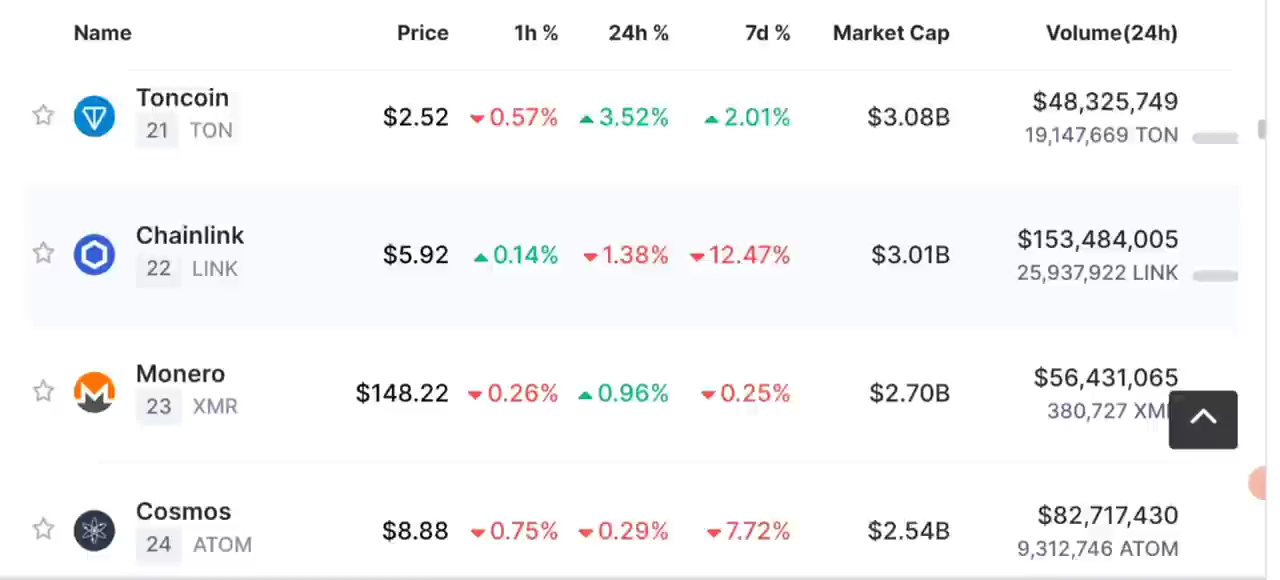 Name Price 1h % 24h % 7d % Market Cap Volume(24h)
Toncoin
21 TON
$2.52 0.57% 3.52% 2.01% $3.08B $48,325,749
19,147,669 TON
Chainlink
22 LINK
$5.92 0.14% 1.38% 12.47% $3.01B $153,484,005
25,937,922 LINK
Monero
23 XMR
$148.22 0.26% 0.96% 0.25% $2.70B $56,431,065
380,727
Cosmos
24 ATOM
$8.88 0.75% 0.29% 7.72% $2.54B $82,717,430
9,312,746 ATOM